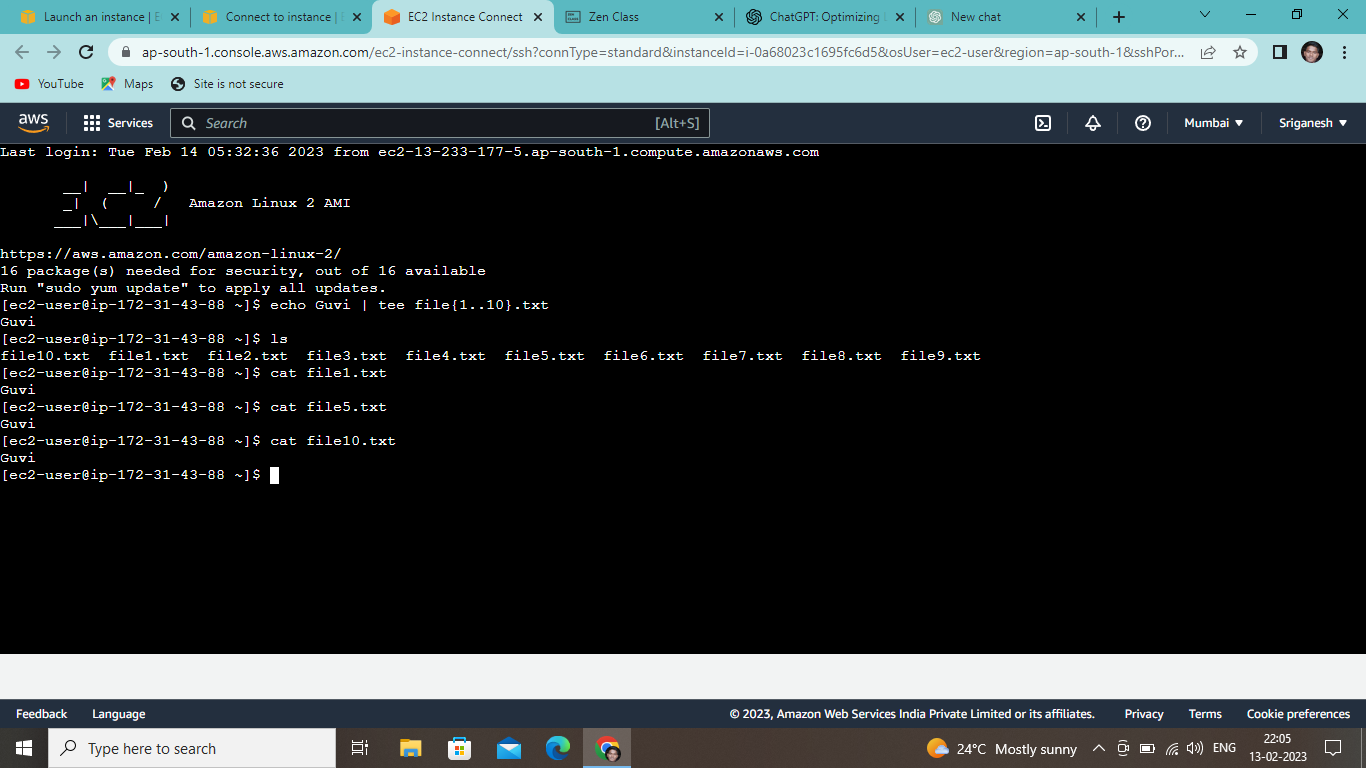 Launch an instance | E
Connect to instance | E
EC2 Instance Connect
Zen Class
ChatGPT: Optimizing
New chat
ap-south-1.console.aws.amazon.com/ec2-instance-connect/ssh?connType=standard&instanceId=i-0a68023c1695fc6d5&osUser=ec2-user&region=ap-south-1&sshPor...
YouTube
Maps
Site is not secure
aws
Services
Search
[Alt+S]
Mumbai
Sriganesh
Last login: Tue Feb 14 05:32:36 2023 from ec2-13-233-177-5.ap-south-1.compute.amazonaws.com
       __|  __|_  )
       _|  (     /   Amazon Linux 2 AMI
      ___|\___|___|
https://aws.amazon.com/amazon-linux-2/
16 package(s) needed for security, out of 16 available
Run "sudo yum update" to apply all updates.
[ec2-user@ip-172-31-43-88 ~]$ echo Guvi | tee file{1..10}.txt
Guvi
[ec2-user@ip-172-31-43-88 ~]$ ls
file10.txt  file1.txt  file2.txt  file3.txt  file4.txt  file5.txt  file6.txt  file7.txt  file8.txt  file9.txt
[ec2-user@ip-172-31-43-88 ~]$ cat file1.txt
Guvi
[ec2-user@ip-172-31-43-88 ~]$ cat file5.txt
Guvi
[ec2-user@ip-172-31-43-88 ~]$ cat file10.txt
Guvi
[ec2-user@ip-172-31-43-88 ~]$
Feedback
Language
© 2023, Amazon Web Services India Private Limited or its affiliates.
Privacy
Terms
Cookie preferences
Type here to search
24°C Mostly sunny
ENG
22:05
13-02-2023